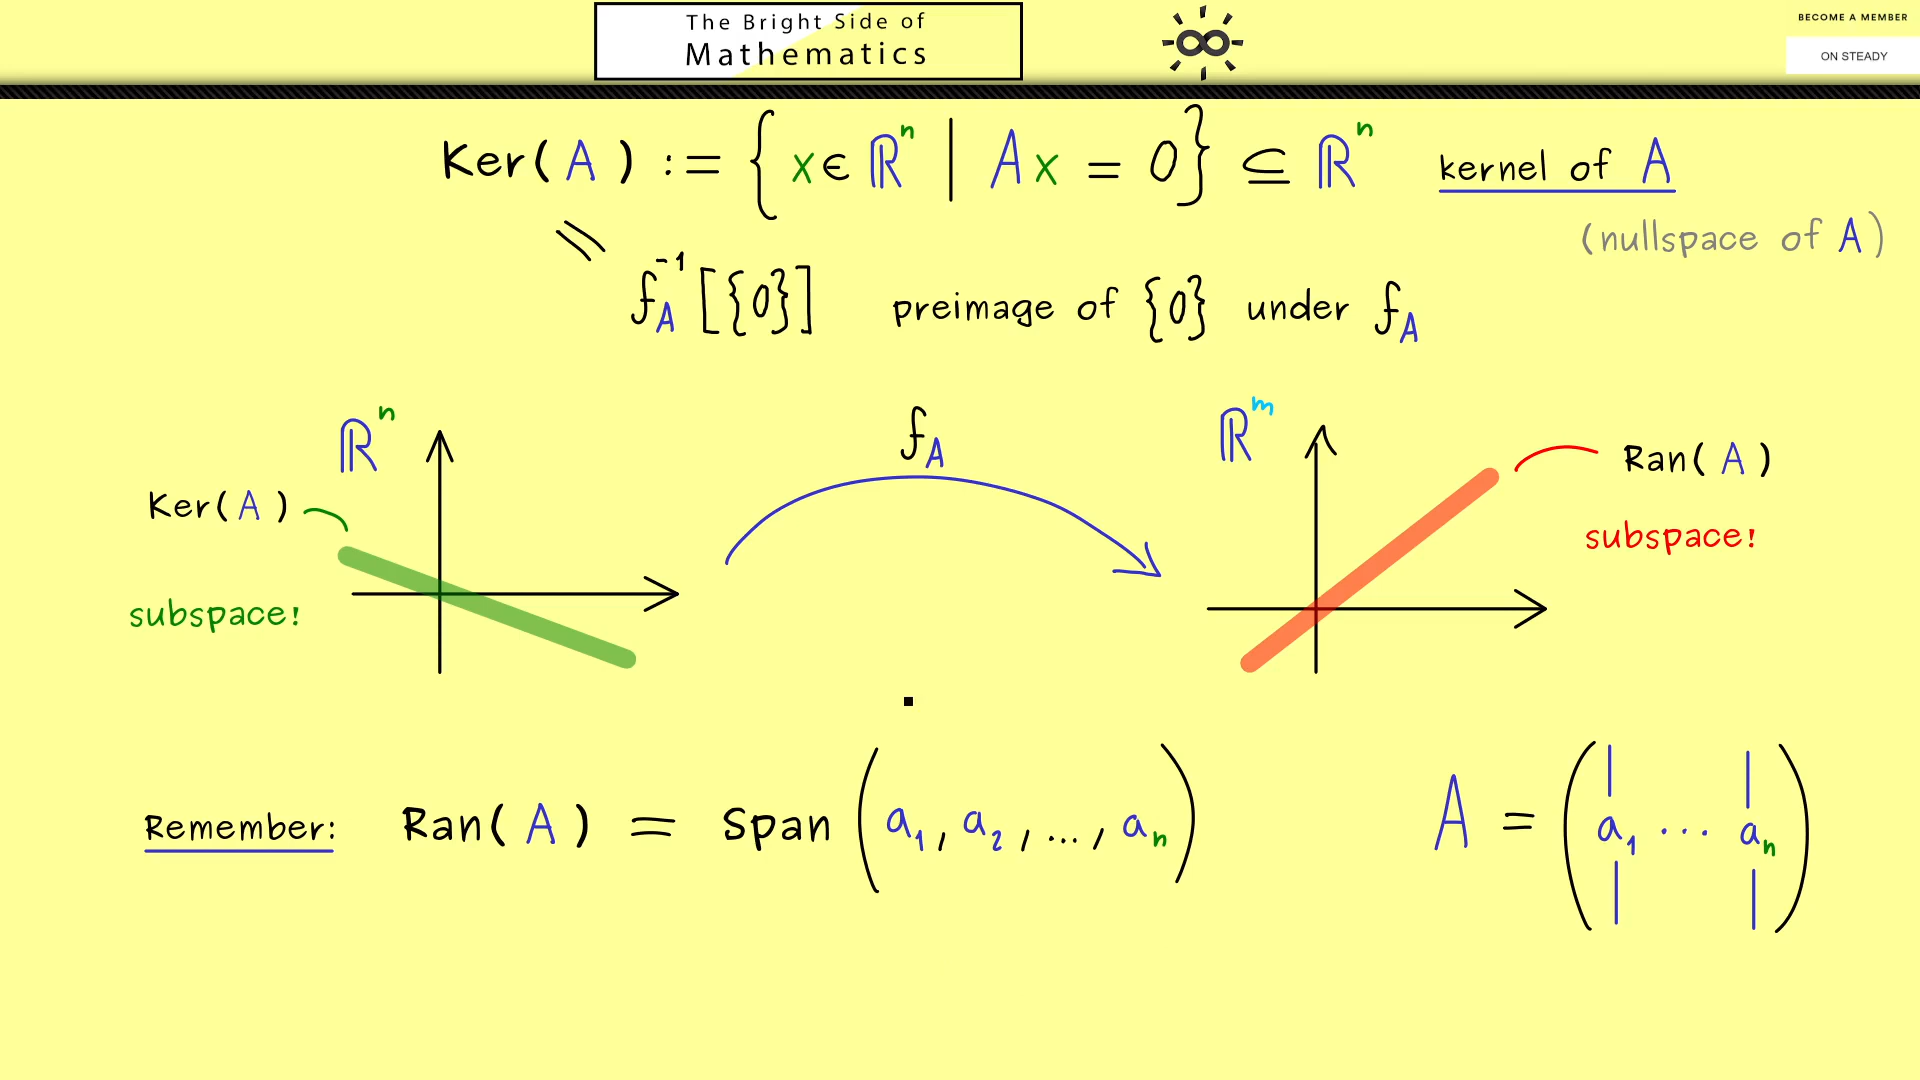 The Bright Side of
Mathematics
BECOME A MEMBER
ON STEADY
Ker(A) := {x ∈ ℝⁿ | Ax = 0} ⊆ ℝⁿ kernel of A
(nullspace of A)
= f_A⁻¹[{0}] preimage of {0} under f_A
ℝⁿ f_A ℝᵐ
Ker(A) Ran(A)
subspace! subspace!
Remember: Ran(A) = Span(a₁, a₂, ..., aₙ) A = (a₁ ... aₙ)